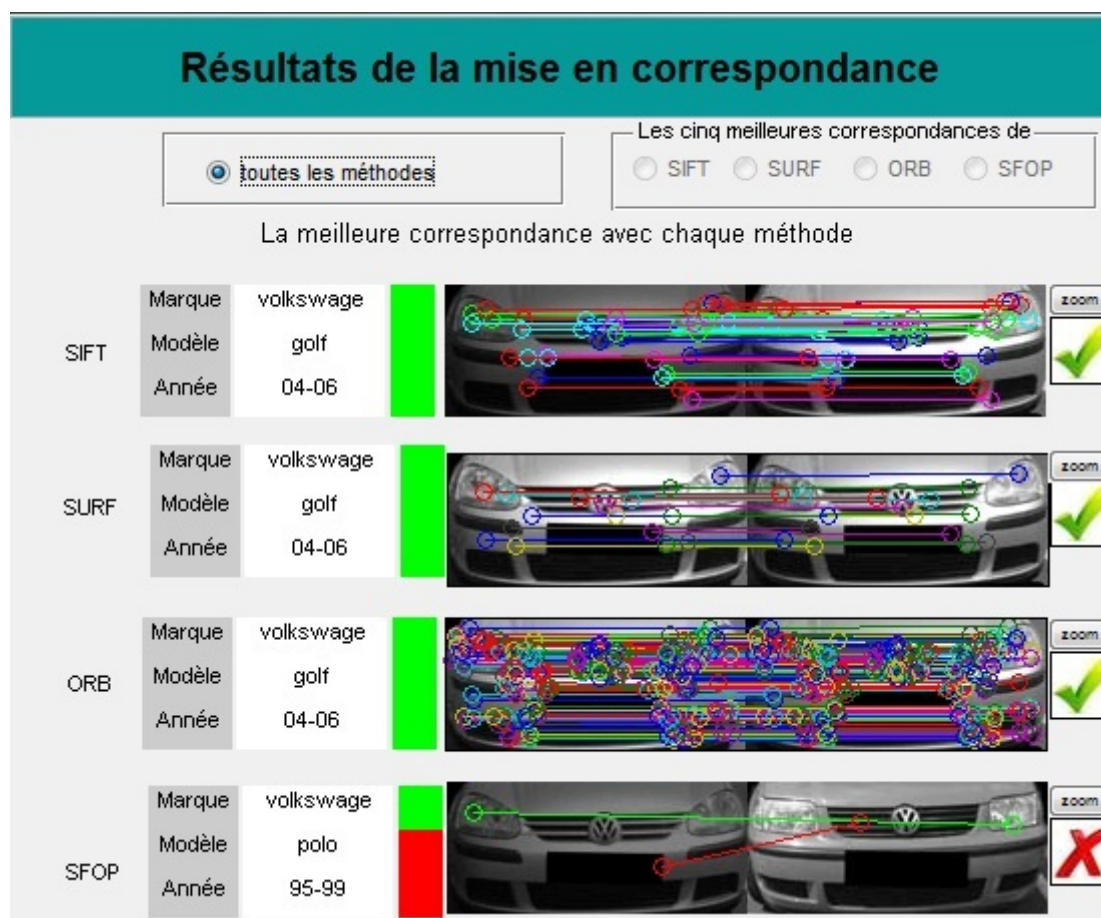 Résultats de la mise en correspondance
Les cinq meilleures correspondances de
toutes les méthodes
SIFT SURF ORB SFOP
La meilleure correspondance avec chaque méthode
Marque volkswage zoom
SIFT Modèle golf
Année 04-06
Marque volkswage zoom
SURF Modèle golf
Année 04-06
Marque volkswage zoom
ORB Modèle golf
Année 04-06
Marque volkswage zoom
Modèle polo
SFOP
Année 95-99